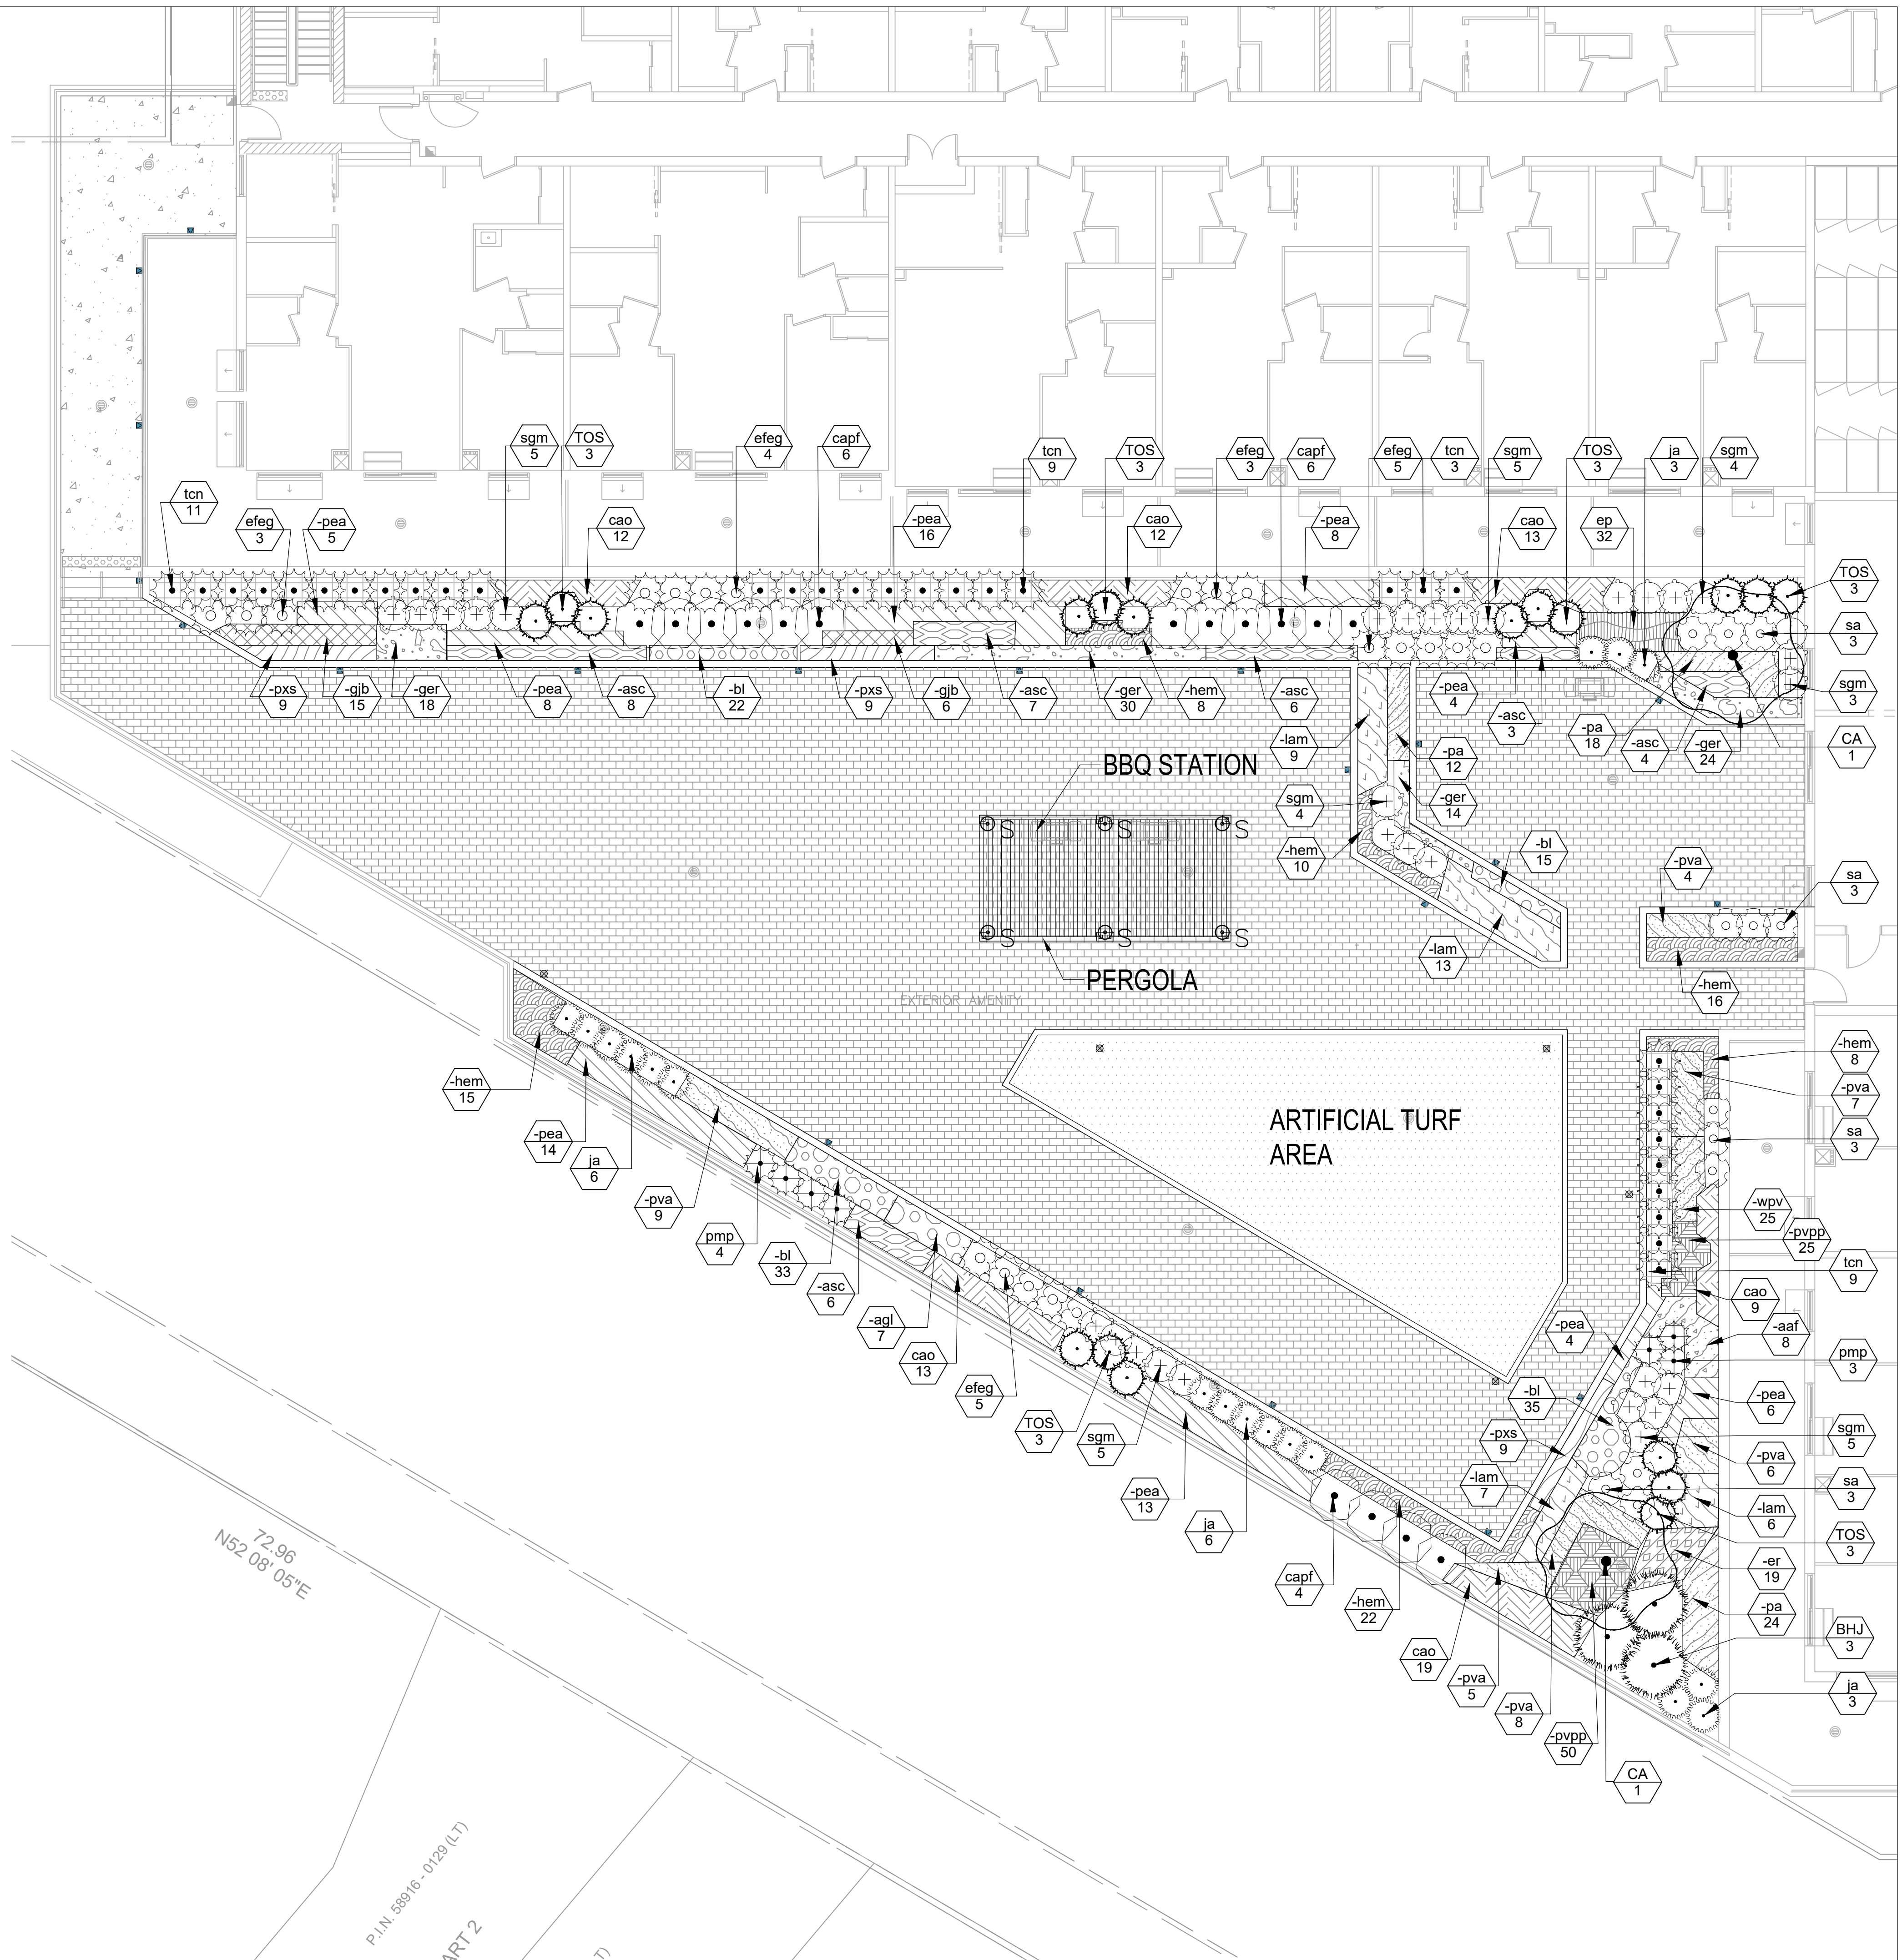 sgm
5
TOS
3
efeg
4
capf
6
tcn
9
TOS
3
efeg
3
capf
6
efeg
5
tcn
3
sgm
5
TOS
3
ja
3
sgm
4
tcn
11
efeg
3
-pea
5
cao
12
-pea
16
cao
12
-pea
8
cao
13
ep
32
TOS
3
sa
3
sgm
3
CA
1
-pxs
9
-gjb
15
-ger
18
-pea
8
-asc
8
-bl
22
-pxs
9
-gjb
6
-asc
7
-ger
30
-hem
8
-asc
6
-pea
4
-asc
3
-pa
18
-asc
4
-ger
24
-lam
9
-pa
12
BBQ STATION
sgm
4
-ger
14
S S S
-hem
10
-bl
15
-pva
4
sa
3
S S S
-lam
13
PERGOLA
-hem
16
EXTERIOR AMENITY
-hem
15
-pea
14
ja
6
-pva
9
pmp
4
-bl
33
-asc
6
-agl
7
cao
13
efeg
5
TOS
3
sgm
5
-pea
13
ja
6
capf
4
-hem
22
cao
19
-pva
5
-pva
8
-pvpp
50
CA
1
ARTIFICIAL TURF
AREA
-hem
8
-pva
7
sa
3
-wpv
25
-pvpp
25
tcn
9
cao
9
-pea
4
-aaf
8
pmp
3
-bl
35
-pea
6
-pxs
9
sgm
5
-pva
6
-lam
7
sa
3
-lam
6
TOS
3
-er
19
-pa
24
BHJ
3
ja
3
72.96
N52 08' 05"E
P.I.N. 58916 - 0129 (LT)
ART 2
T)